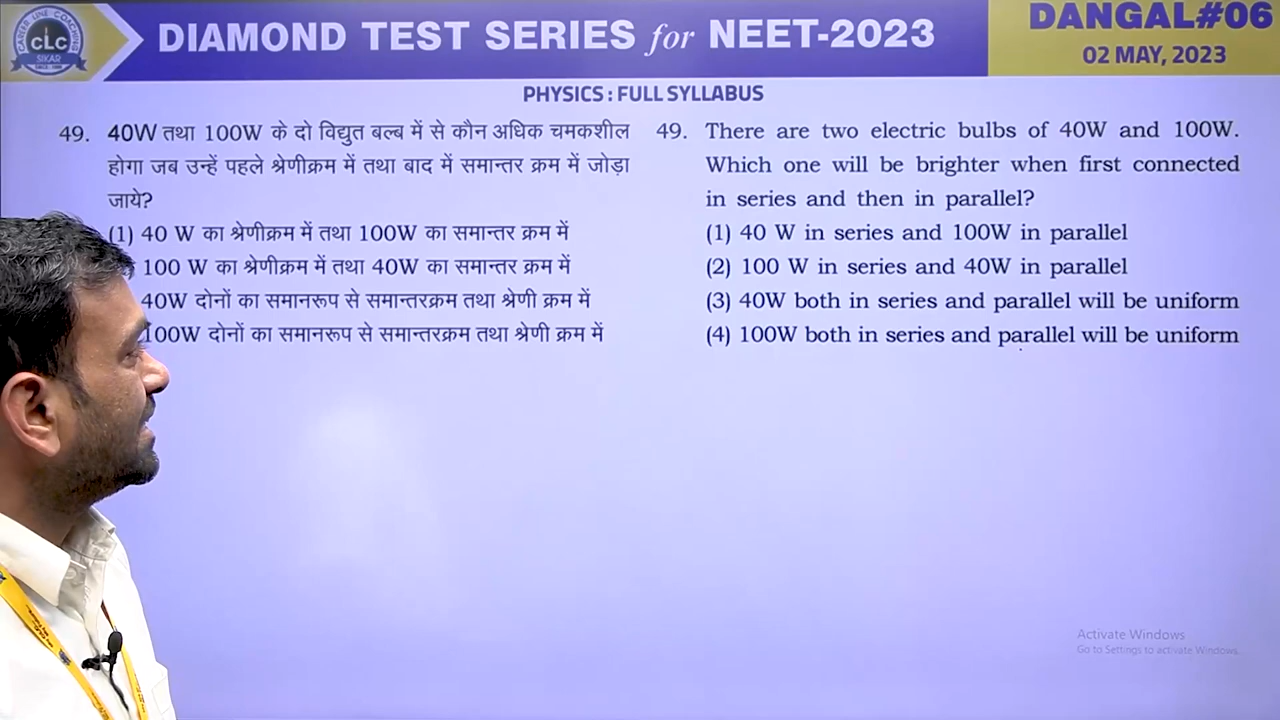 CAREER LINE COACHING
CLC
SIKAR
DIAMOND TEST SERIES for NEET-2023
DANGAL#06
02 MAY, 2023
PHYSICS : FULL SYLLABUS
49. 40W तथा 100W के दो विद्युत बल्ब में से कौन अधिक चमकशील
होगा जब उन्हें पहले श्रेणीक्रम में तथा बाद में समान्तर क्रम में जोड़ा
जाये?
(1) 40 W का श्रेणीक्रम में तथा 100W का समान्तर क्रम में
100 W का श्रेणीक्रम में तथा 40W का समान्तर क्रम में
40W दोनों का समानरूप से समान्तरक्रम तथा श्रेणी क्रम में
100W दोनों का समानरूप से समान्तरक्रम तथा श्रेणी क्रम में
49. There are two electric bulbs of 40W and 100W.
Which one will be brighter when first connected
in series and then in parallel?
(1) 40 W in series and 100W in parallel
(2) 100 W in series and 40W in parallel
(3) 40W both in series and parallel will be uniform
(4) 100W both in series and parallel will be uniform
Activate Windows
Go to Settings to activate Windows.